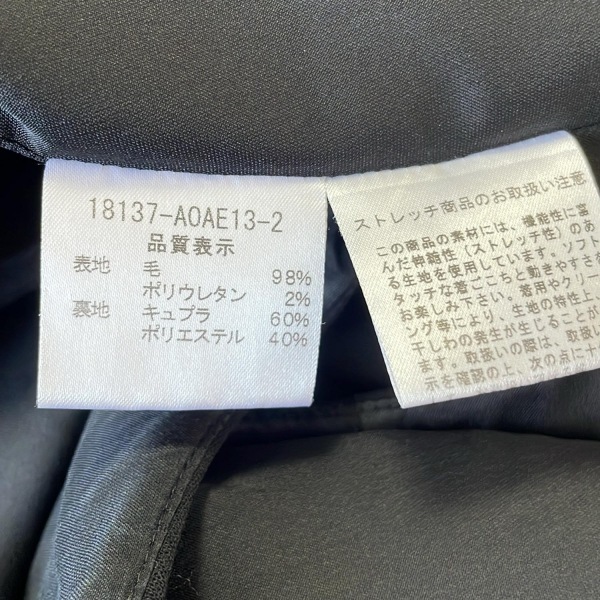 18137-AOAE13-2
品質表示
表地 毛 98%
ポリウレタン 2%
裏地 キュプラ 60%
ポリエステル 40%
ストレッチ商品のお取扱い注意
この商品の素材には、機能性に富
んだ伸縮性(ストレッチ性)のあ
る生地を使用しています。ソフト
タッチな着ごこちと動きやすさを
お楽しみ下さい。着用やクリー
ング等により、生地の特性上
干しわの発生が生じることが
ます。取扱いの際は、取扱い
示を確認の上、次の点に